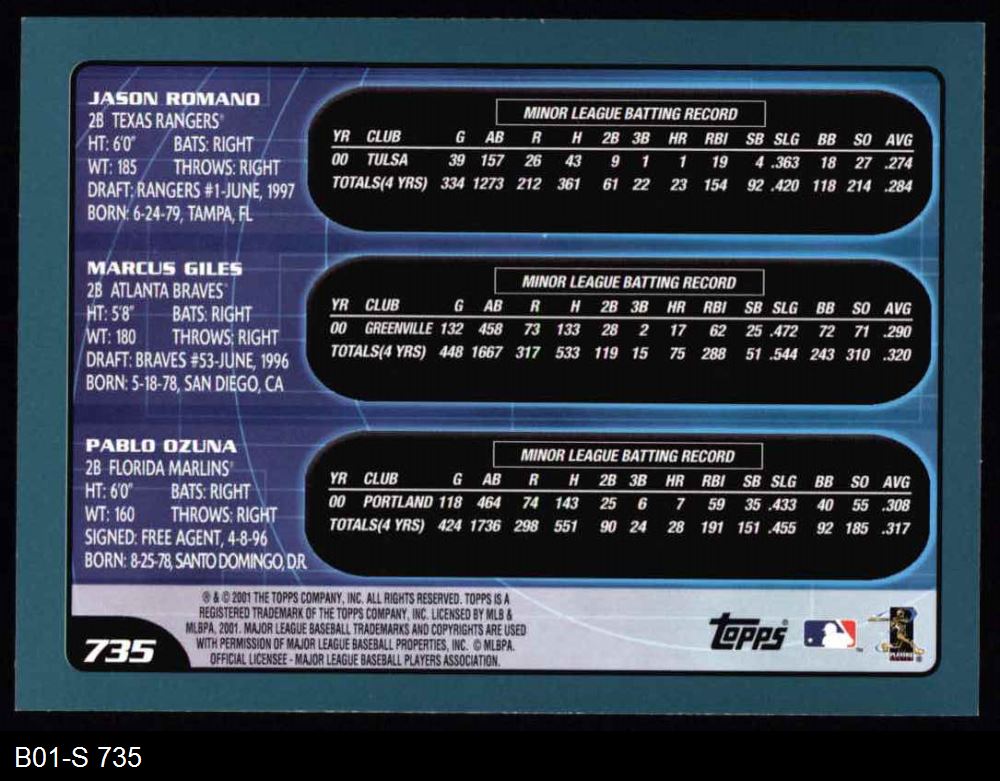 JASON ROMANO
2B TEXAS RANGERS
HT: 6'0" BATS: RIGHT
WT: 185 THROWS: RIGHT
DRAFT: RANGERS #1-JUNE, 1997
BORN: 6-24-79, TAMPA, FL
MINOR LEAGUE BATTING RECORD
YR CLUB G AB R H 2B 3B HR RBI SB SLG BB SO AVG
00 TULSA 39 157 26 43 9 1 1 19 4 .363 18 27 .274
TOTALS(4 YRS) 334 1273 212 361 61 22 23 154 92 .420 118 214 .284
MARCUS GILES
2B ATLANTA BRAVES
HT: 5'8" BATS: RIGHT
WT: 180 THROWS: RIGHT
DRAFT: BRAVES #53-JUNE, 1996
BORN: 5-18-78, SAN DIEGO, CA
MINOR LEAGUE BATTING RECORD
YR CLUB G AB R H 2B 3B HR RBI SB SLG BB SO AVG
00 GREENVILLE 132 458 73 133 28 2 17 62 25 .472 72 71 .290
TOTALS(4 YRS) 448 1667 317 533 119 15 75 288 51 .544 243 310 .320
PABLO OZUNA
2B FLORIDA MARLINS
HT: 6'0" BATS: RIGHT
WT: 160 THROWS: RIGHT
SIGNED: FREE AGENT, 4-8-96
BORN: 8-25-78, SANTO DOMINGO, D.R.
MINOR LEAGUE BATTING RECORD
YR CLUB G AB R H 2B 3B HR RBI SB SLG BB SO AVG
00 PORTLAND 118 464 74 143 25 6 7 59 35 .433 40 55 .308
TOTALS(4 YRS) 424 1736 298 551 90 24 28 191 151 .455 92 185 .317
® & © 2001 THE TOPPS COMPANY, INC. ALL RIGHTS RESERVED. TOPPS IS A
REGISTERED TRADEMARK OF THE TOPPS COMPANY, INC. LICENSED BY MLB &
MLBPA, 2001. MAJOR LEAGUE BASEBALL TRADEMARKS AND COPYRIGHTS ARE USED
WITH PERMISSION OF MAJOR LEAGUE BASEBALL PROPERTIES, INC. © MLBPA.
OFFICIAL LICENSEE - MAJOR LEAGUE BASEBALL PLAYERS ASSOCIATION.
735
Topps
PLAYERS
B01-S 735